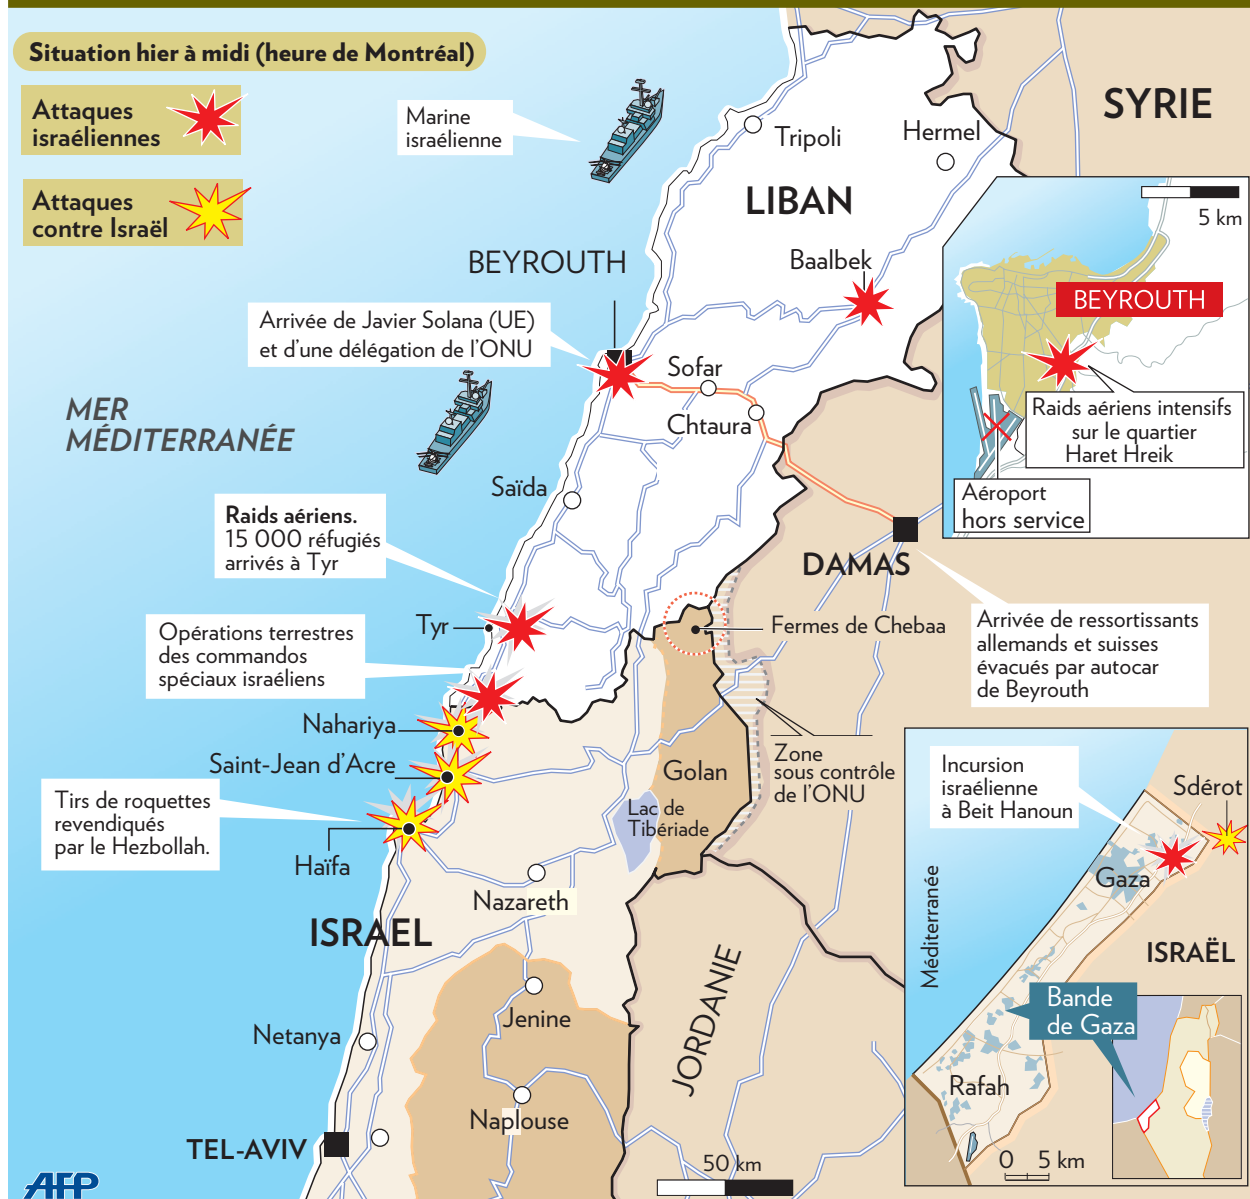 Situation hier à midi (heure de Montréal)
Attaques
israéliennes
Attaques
contre Israël
Marine
israélienne
Tripoli
Hermel
SYRIE
LIBAN
BEYROUTH
Baalbek
Arrivée de Javier Solana (UE)
et d'une délégation de l'ONU
Sofar
Chtaura
MER
MÉDITERRANÉE
Saïda
Raids aériens.
15 000 réfugiés
arrivés à Tyr
DAMAS
Tyr
Fermes de Chebaa
Opérations terrestres
des commandos
spéciaux israéliens
Arrivée de ressortissants
allemands et suisses
évacués par autocar
de Beyrouth
Nahariya
Saint-Jean d'Acre
Golan
Zone
sous contrôle
de l'ONU
Tirs de roquettes
revendiqués
par le Hezbollah.
Lac de
Tibériade
Haïfa
Nazareth
ISRAEL
JORDANIE
Jenine
Netanya
Naplouse
TEL-AVIV
50 km
AFP
5 km
BEYROUTH
Raids aériens intensifs
sur le quartier
Haret Hreik
Aéroport
hors service
Incursion
israélienne
à Beit Hanoun
Sdérot
Gaza
Méditerranée
ISRAËL
Bande
de Gaza
Rafah
0 5 km